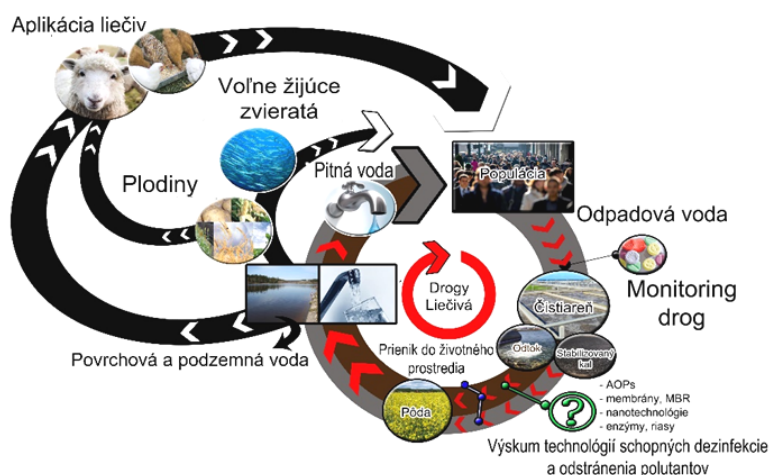 Aplikácia liečiv
Voľne žijúce
zvieratá
Plodiny
Pitná voda
Populácia
Odpadová voda
Monitoring
drog
Drogy
Liečivá
Čistiareň
Odtok
Stabilizovaný
kal
Povrchová a podzemná voda
Prienik do životného
prostredia
Pôda
?
- AOPs
- membrány, MBR
- nanotechnológie
- enzýmy, riasy
Výskum technológií schopných dezinfekcie
a odstránenia polutantov